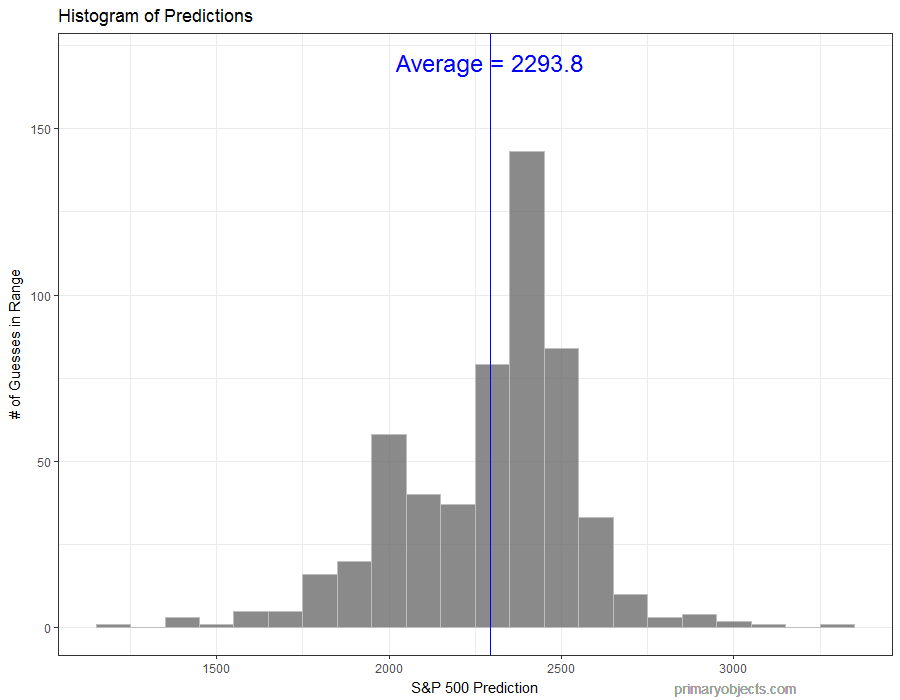 Histogram of Predictions
Average = 2293.8
150
100
50
0
# of Guesses in Range
1500 2000 2500 3000
S&P 500 Prediction
primaryobjects.com